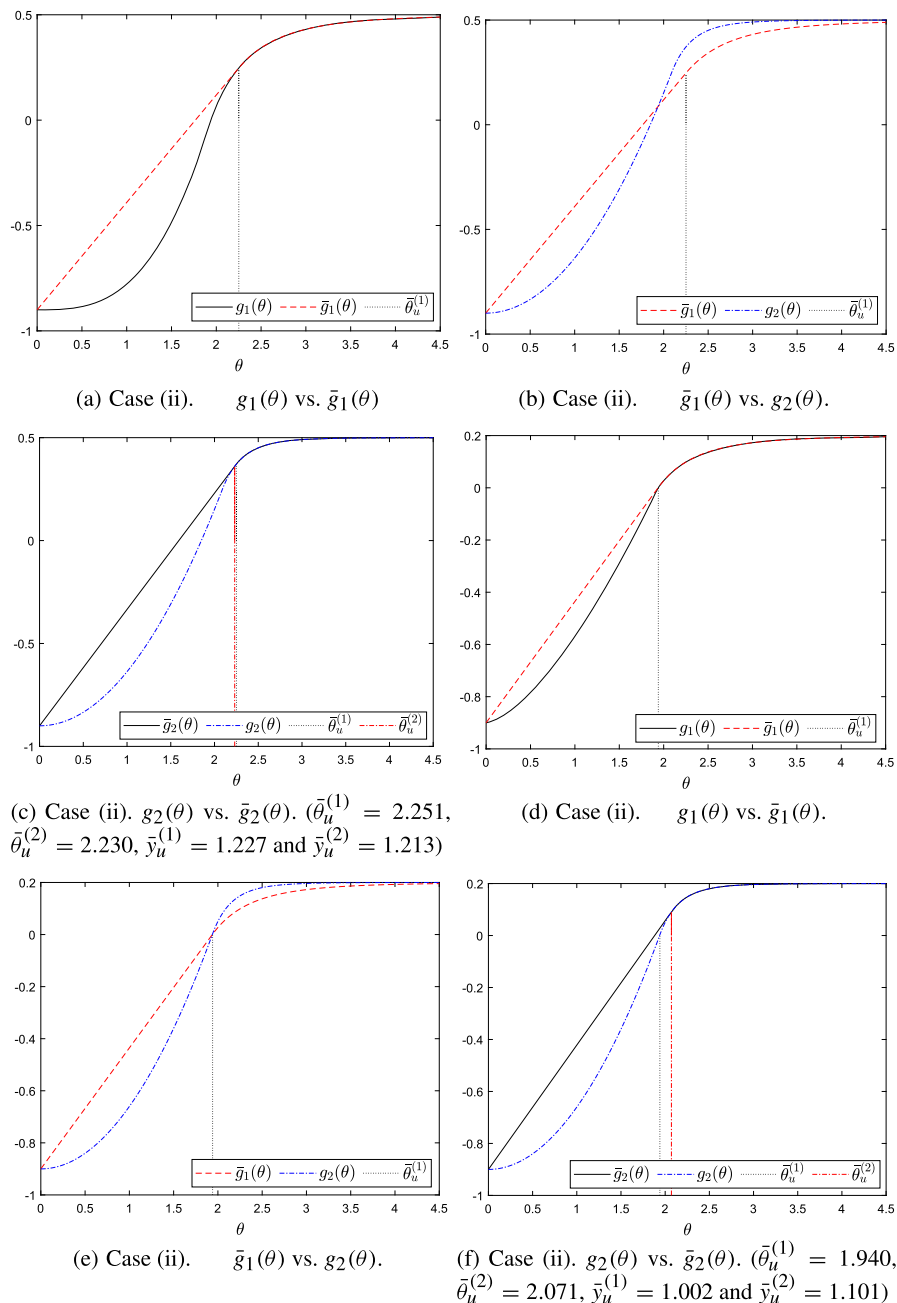 0.5
0
-0.5
-1
0 0.5 1 1.5 2 2.5 3 3.5 4 4.5
θ
g₁(θ) ḡ₁(θ) θ̄ᵤ⁽¹⁾
(a) Case (ii). g₁(θ) vs. ḡ₁(θ)
0.5
0
-0.5
-1
0 0.5 1 1.5 2 2.5 3 3.5 4 4.5
θ
ḡ₁(θ) g₂(θ) θ̄ᵤ⁽¹⁾
(b) Case (ii). ḡ₁(θ) vs. g₂(θ).
0.5
0
-0.5
-1
0 0.5 1 1.5 2 2.5 3 3.5 4 4.5
θ
ḡ₂(θ) g₂(θ) θ̄ᵤ⁽¹⁾ θ̄ᵤ⁽²⁾
(c) Case (ii). g₂(θ) vs. ḡ₂(θ). (θ̄ᵤ⁽¹⁾ = 2.251,
θ̄ᵤ⁽²⁾ = 2.230, ȳᵤ⁽¹⁾ = 1.227 and ȳᵤ⁽²⁾ = 1.213)
0.2
0
-0.2
-0.4
-0.6
-0.8
-1
0 0.5 1 1.5 2 2.5 3 3.5 4 4.5
θ
g₁(θ) ḡ₁(θ) θ̄ᵤ⁽¹⁾
(d) Case (ii). g₁(θ) vs. ḡ₁(θ).
0.2
0
-0.2
-0.4
-0.6
-0.8
-1
0 0.5 1 1.5 2 2.5 3 3.5 4 4.5
θ
ḡ₁(θ) g₂(θ) θ̄ᵤ⁽¹⁾
(e) Case (ii). ḡ₁(θ) vs. g₂(θ).
0.2
0
-0.2
-0.4
-0.6
-0.8
-1
0 0.5 1 1.5 2 2.5 3 3.5 4 4.5
θ
ḡ₂(θ) g₂(θ) θ̄ᵤ⁽¹⁾ θ̄ᵤ⁽²⁾
(f) Case (ii). g₂(θ) vs. ḡ₂(θ). (θ̄ᵤ⁽¹⁾ = 1.940,
θ̄ᵤ⁽²⁾ = 2.071, ȳᵤ⁽¹⁾ = 1.002 and ȳᵤ⁽²⁾ = 1.101)